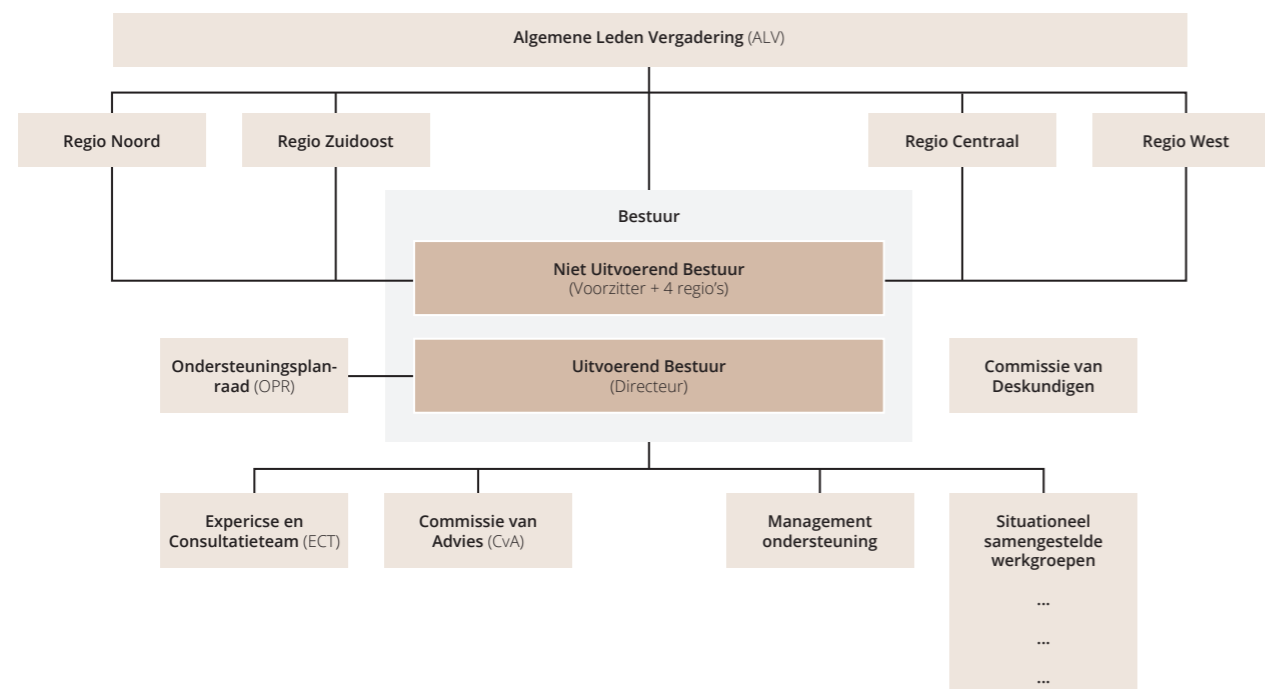 Algemene Leden Vergadering (ALV)
Regio Noord
Regio Zuidoost
Regio Centraal
Regio West
Bestuur
Niet Uitvoerend Bestuur
(Voorzitter + 4 regio's)
Ondersteuningsplan-
raad (OPR)
Uitvoerend Bestuur
(Directeur)
Commissie van
Deskundigen
Expericse en
Consultatieteam (ECT)
Commissie van
Advies (CvA)
Management
ondersteuning
Situationeel
samengestelde
werkgroepen
...
...
...